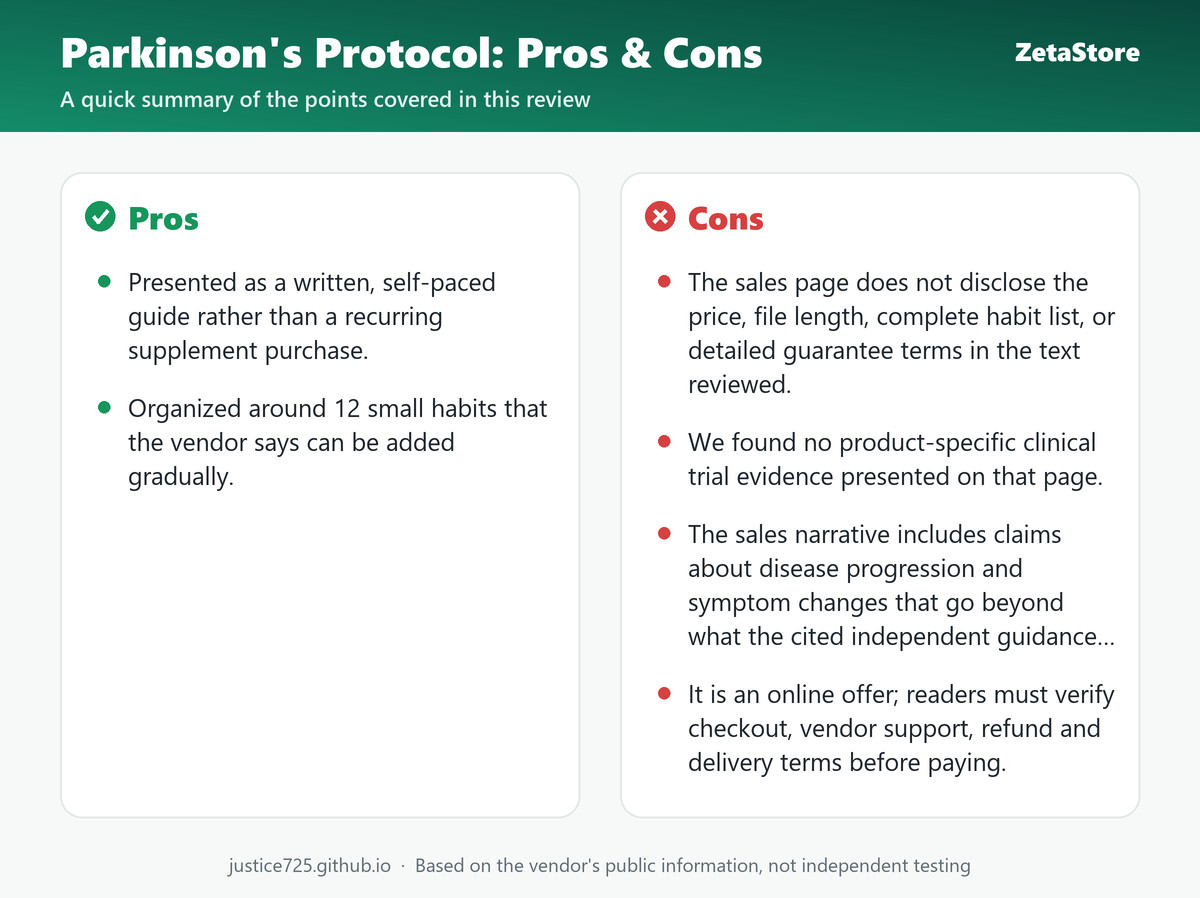 Parkinson's Protocol: Pros & Cons
ZetaStore
A quick summary of the points covered in this review
Pros
Presented as a written, self-paced
guide rather than a recurring
supplement purchase.
Organized around 12 small habits that
the vendor says can be added
gradually.
Cons
The sales page does not disclose the
price, file length, complete habit list, or
detailed guarantee terms in the text
reviewed.
We found no product-specific clinical
trial evidence presented on that page.
The sales narrative includes claims
about disease progression and
symptom changes that go beyond
what the cited independent guidance...
It is an online offer; readers must verify
checkout, vendor support, refund and
delivery terms before paying.
justice725.github.io · Based on the vendor's public information, not independent testing